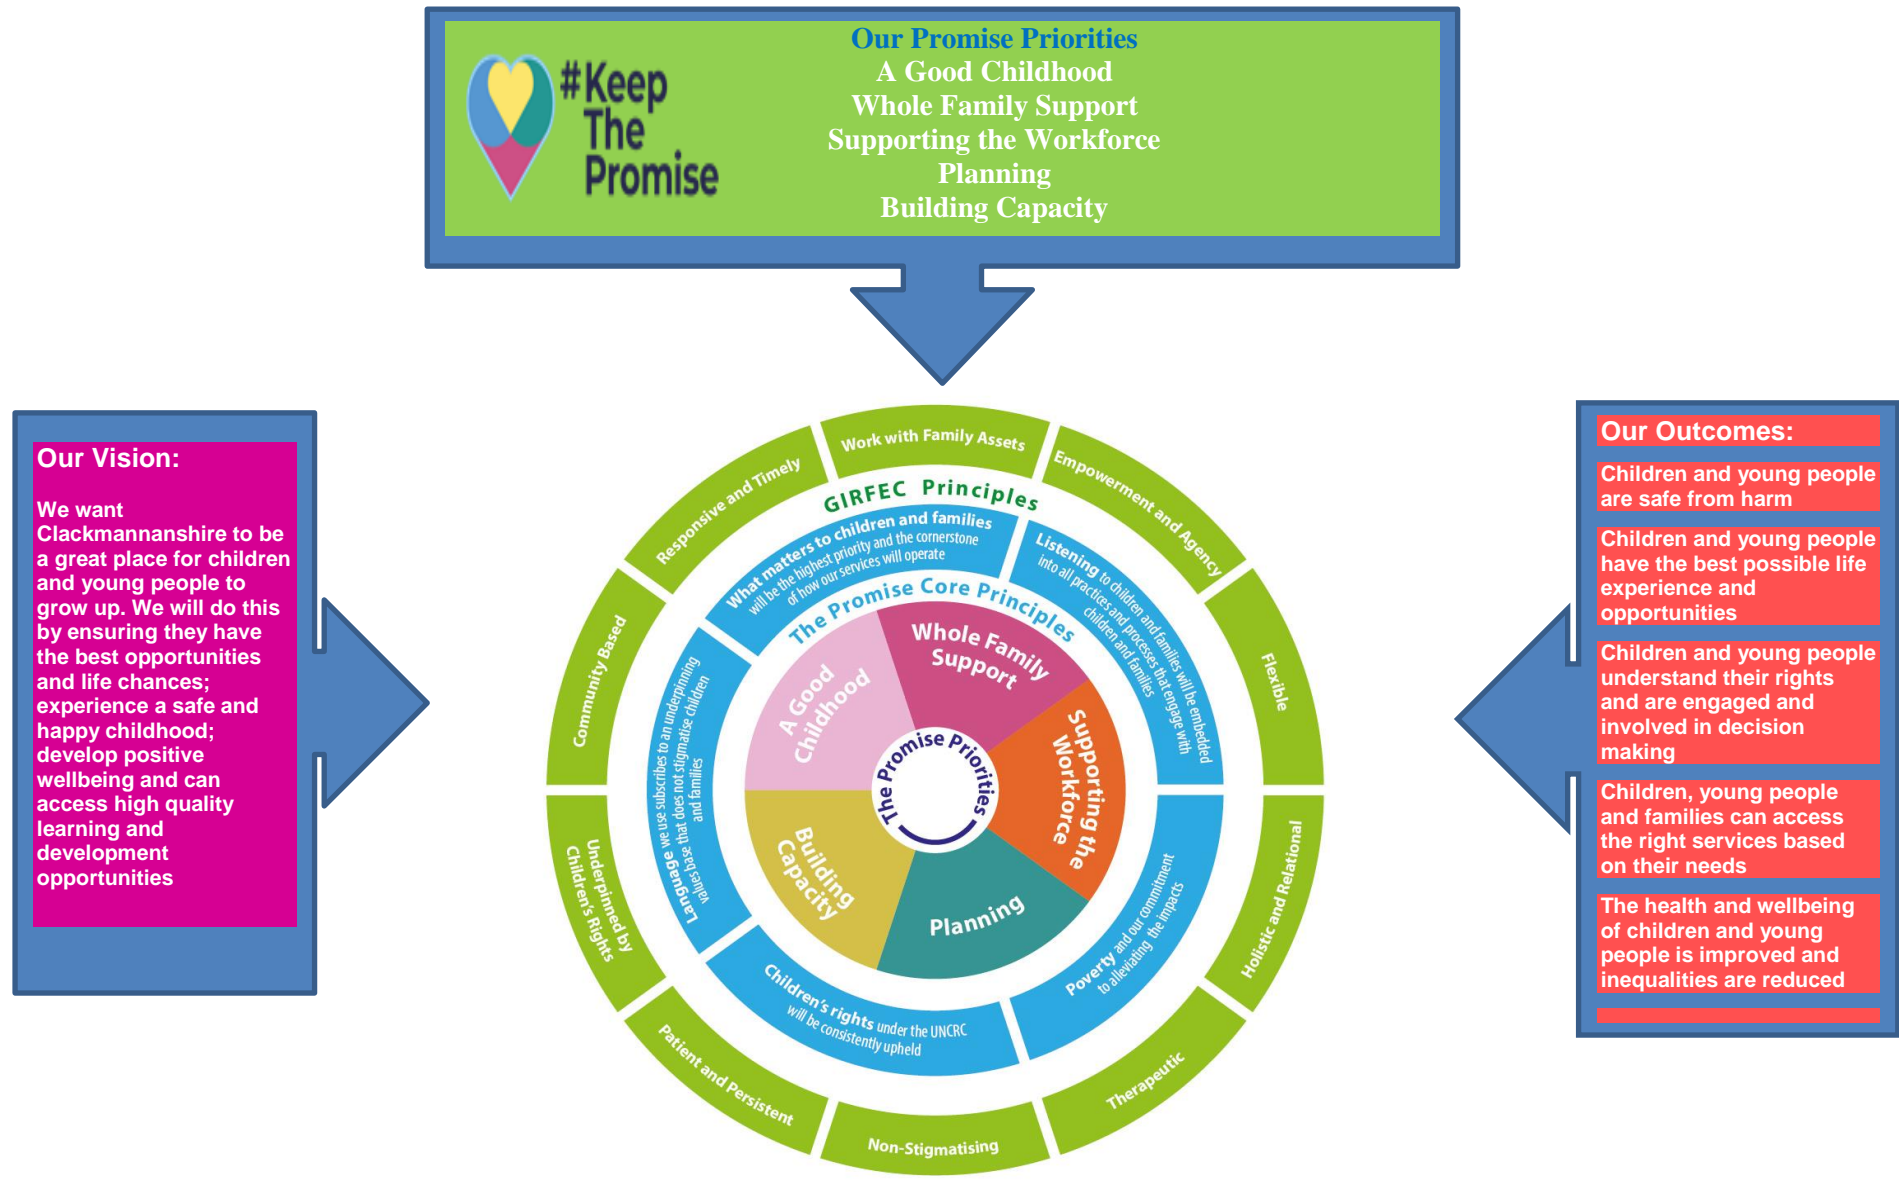 #Keep
The
Promise
Our Promise Priorities
A Good Childhood
Whole Family Support
Supporting the Workforce
Planning
Building Capacity
Our Vision:
We want
Clackmannanshire to be
a great place for children
and young people to
grow up. We will do this
by ensuring they have
the best opportunities
and life chances;
experience a safe and
happy childhood;
develop positive
wellbeing and can
access high quality
learning and
development
opportunities
Work with Family Assets
Empowerment and Agency
Flexible
Holistic and Relational
Therapeutic
Non-Stigmatising
Patient and Persistent
Underpinned by
Children's Rights
Community Based
Responsive and Timely
GIRFEC Principles
What matters to children and families
will be the highest priority and the cornerstone
of how our services will operate
Listening to children and families will be embedded
into all practices and processes that engage with
children and families
Poverty and our commitment
to alleviating the impacts
Children's rights under the UNCRC
will be consistently upheld
Language we use subscribes to an underpinning
values base that does not stigmatise children
and families
The Promise Core Principles
Whole Family
Support
Supporting the
Workforce
Planning
Building
Capacity
A Good
Childhood
The Promise Priorities
Our Outcomes:
Children and young people
are safe from harm
Children and young people
have the best possible life
experience and
opportunities
Children and young people
understand their rights
and are engaged and
involved in decision
making
Children, young people
and families can access
the right services based
on their needs
The health and wellbeing
of children and young
people is improved and
inequalities are reduced